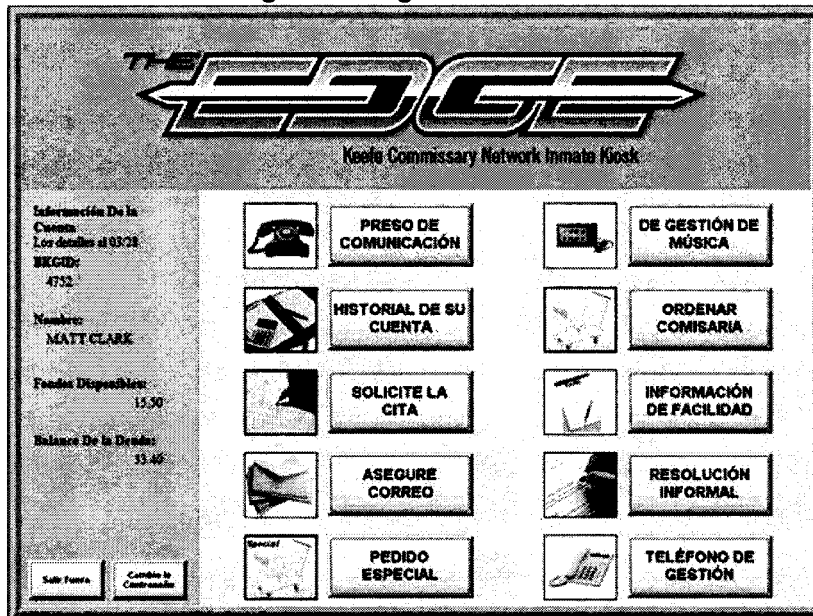 THE
EDGE
Keefe Commissary Network Inmate Kiosk
Información De la
Cuenta
Los detalles al 03/28
BKGID:
4752
Nombre:
MATT CLARK
Fondos Disponibles:
15.50
Balance De la Deuda:
53.40
Salir Fuera
Cambie la
Contraseña
PRESO DE
COMUNICACIÓN
HISTORIAL DE SU
CUENTA
SOLICITE LA
CITA
ASEGURE
CORREO
Special
PEDIDO
ESPECIAL
DE GESTIÓN DE
MÚSICA
ORDENAR
COMISARIA
INFORMACIÓN
DE FACILIDAD
RESOLUCIÓN
INFORMAL
TELÉFONO DE
GESTIÓN